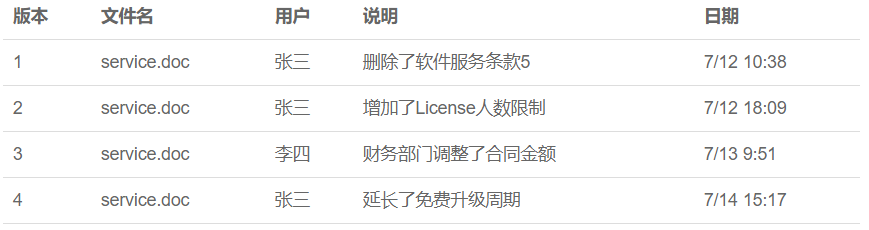 版本 文件名 用户 说明 日期
1 service.doc 张三 删除了软件服务条款5 7/12 10:38
2 service.doc 张三 增加了License人数限制 7/12 18:09
3 service.doc 李四 财务部门调整了合同金额 7/13 9:51
4 service.doc 张三 延长了免费升级周期 7/14 15:17